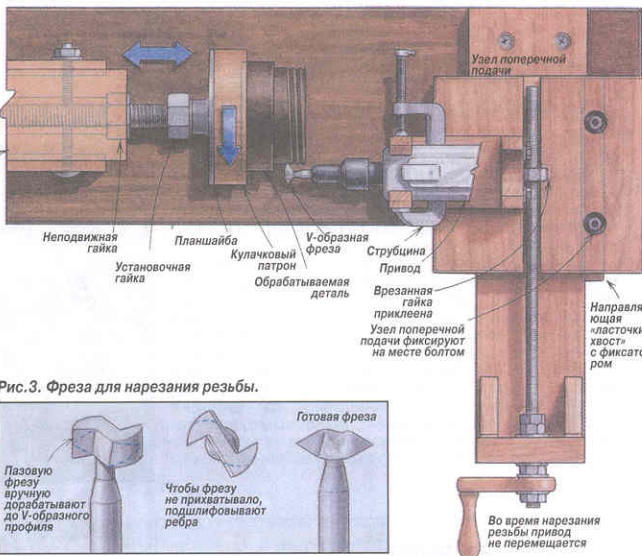 Узел поперечной
подачи
Неподвижная
гайка
Установочная
гайка
Планшайба
Кулачковый
патрон
Обрабатываемая
деталь
V-образная
фреза
Струбцина
Привод
Врезанная
гайка
приклеена
Узел поперечной
подачи фиксируют
на месте болтом
Направля
ющая
«ласточки
хвост»
с фиксато
ром
Рис.3. Фреза для нарезания резьбы.
Пазовую
фрезу
вручную
дорабатывают
до V-образного
профиля
Чтобы фрезу
не прихватывало,
подшлифовывают
ребра
Готовая фреза
Во время нарезания
резьбы привод
не перемещается